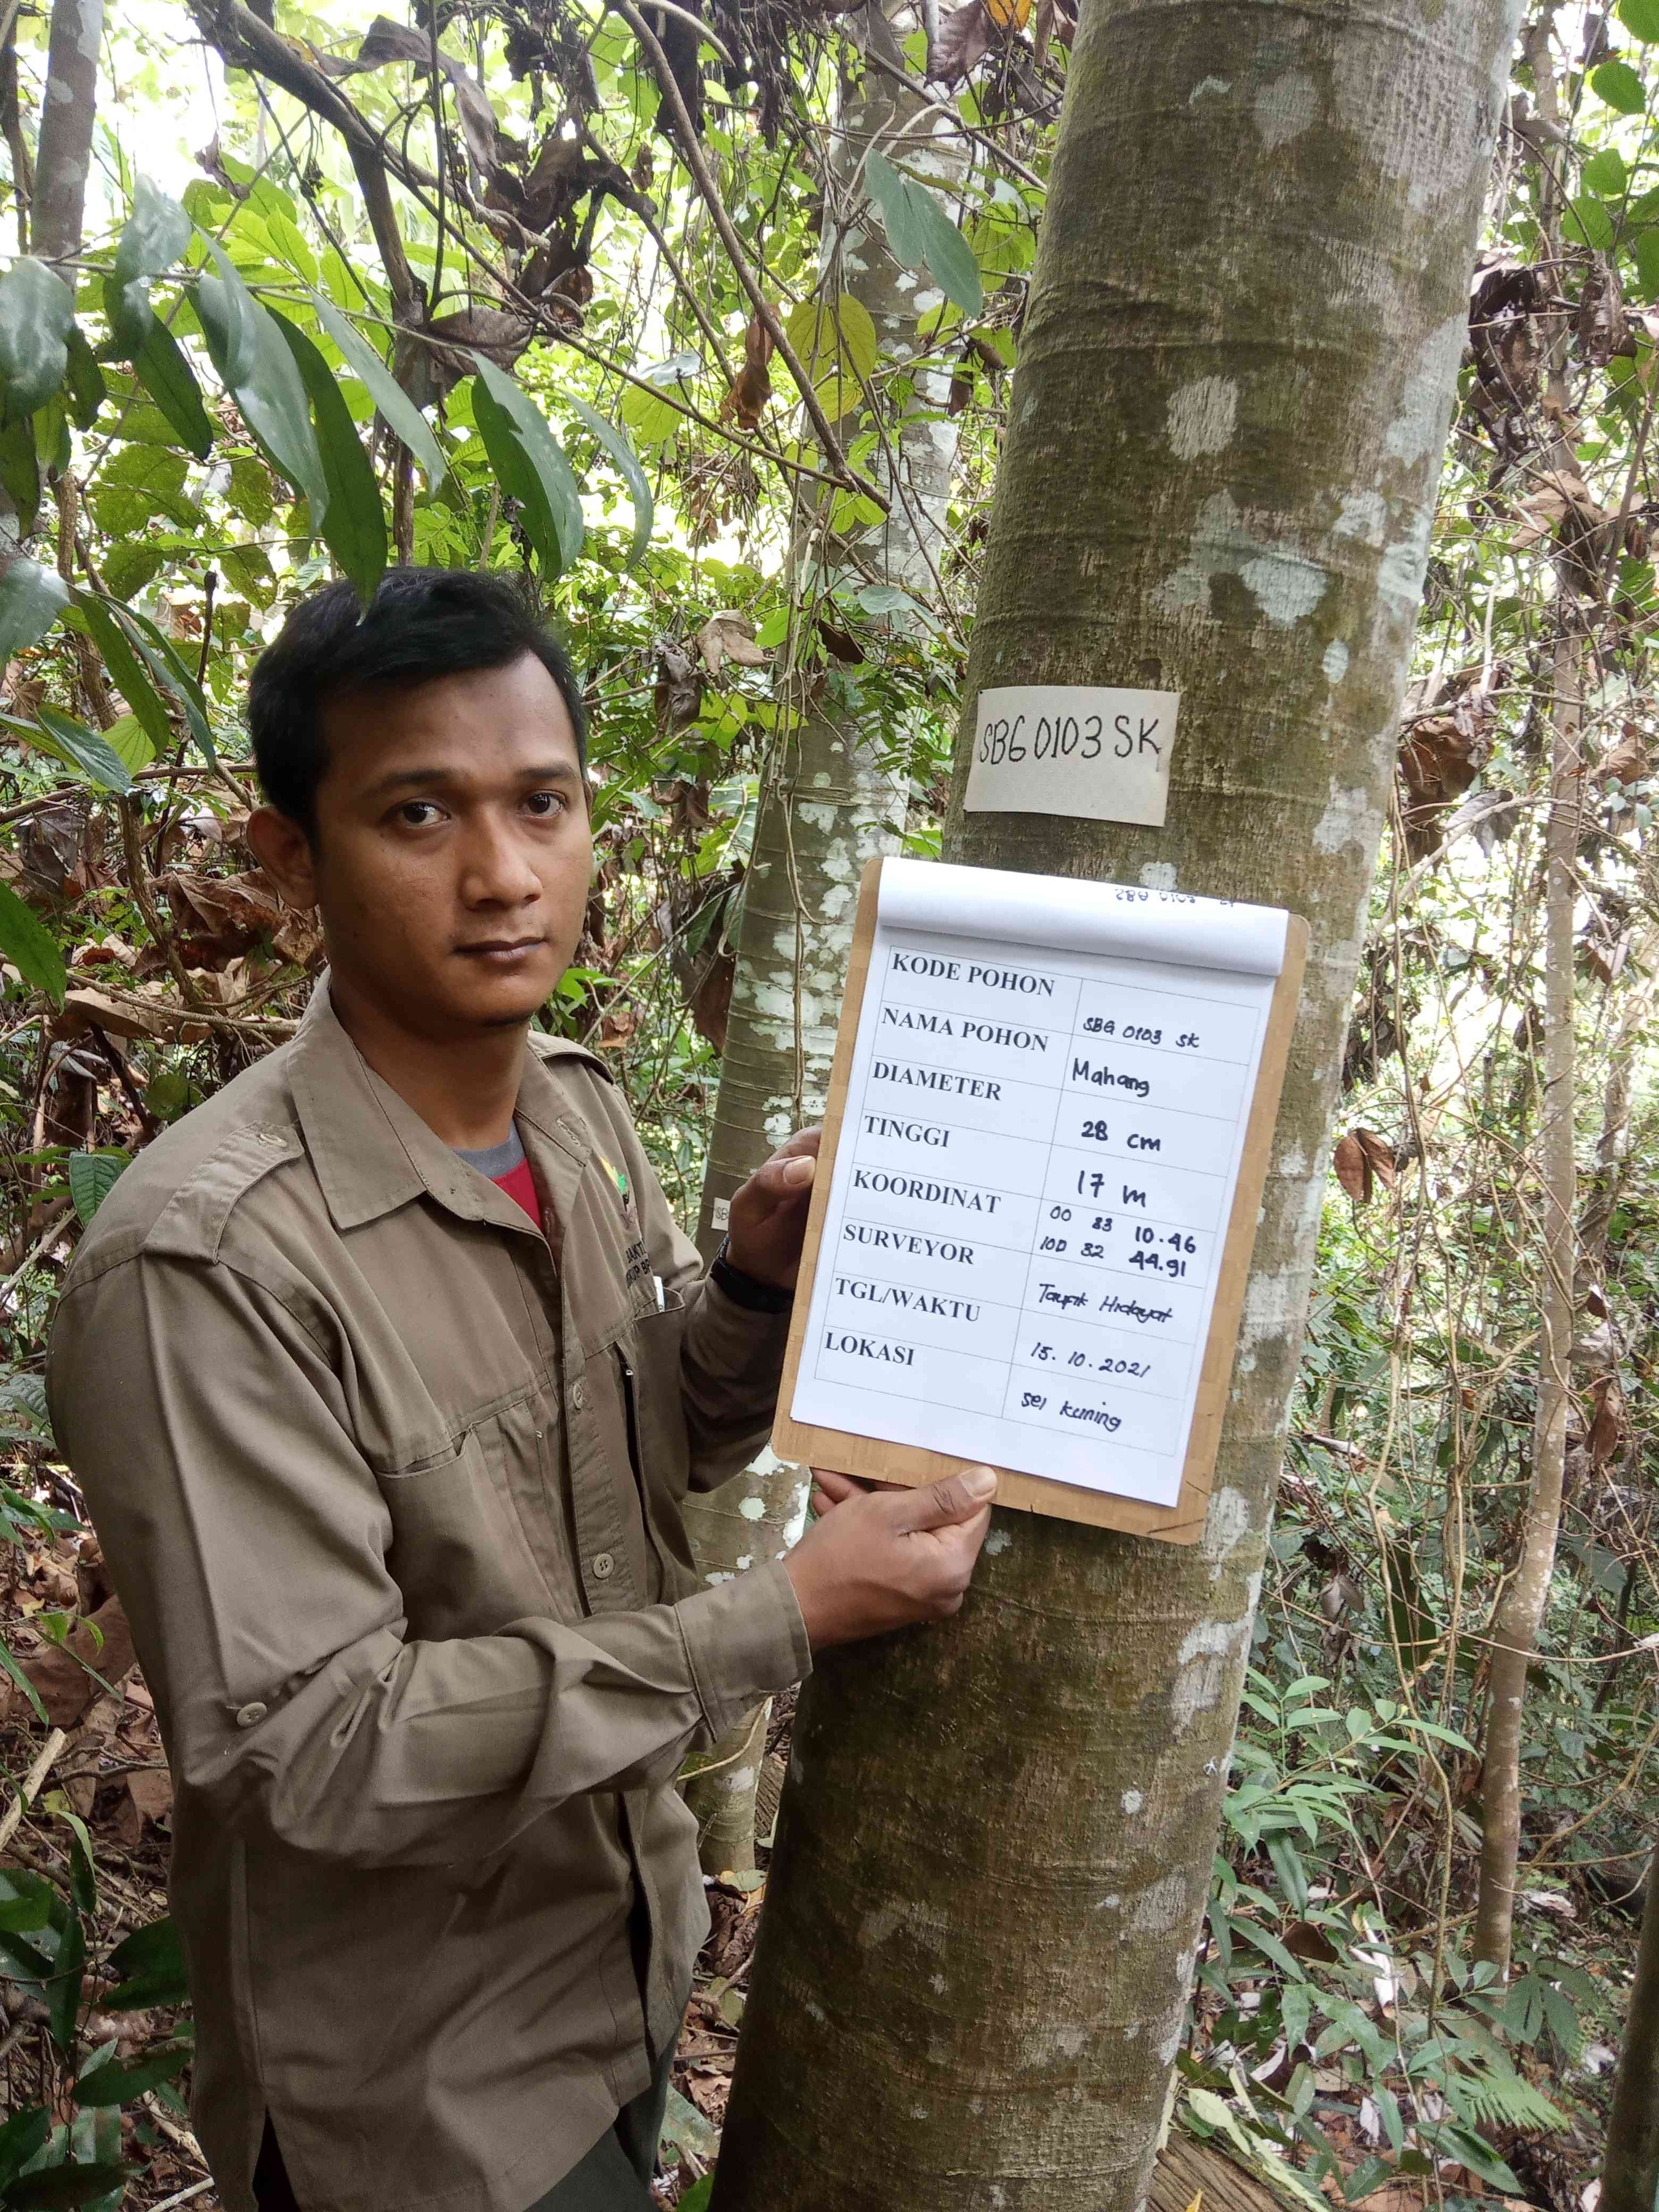 SBG 0103 SK
KODE POHON
SBG 0103 SK
NAMA POHON
Mahang
DIAMETER
28 cm
TINGGI
17 m
KOORDINAT
00 33 10.46
100 32 44.91
SURVEYOR
Taufik Hidayat
TGL/WAKTU
15.10.2021
LOKASI
Sei Kuning